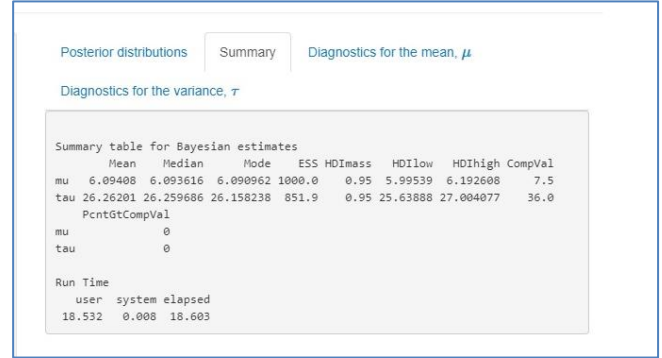 Posterior distributions Summary Diagnostics for the mean, μ
Diagnostics for the variance, τ
Summary table for Bayesian estimates
Mean Median Mode ESS HDImass HDIlow HDIhigh CompVal
mu 6.09408 6.093616 6.090962 1000.0 0.95 5.99539 6.192608 7.5
tau 26.26201 26.259686 26.158238 851.9 0.95 25.63888 27.004077 36.0
PcntGtCompVal
mu 0
tau 0
Run Time
user system elapsed
18.532 0.008 18.603